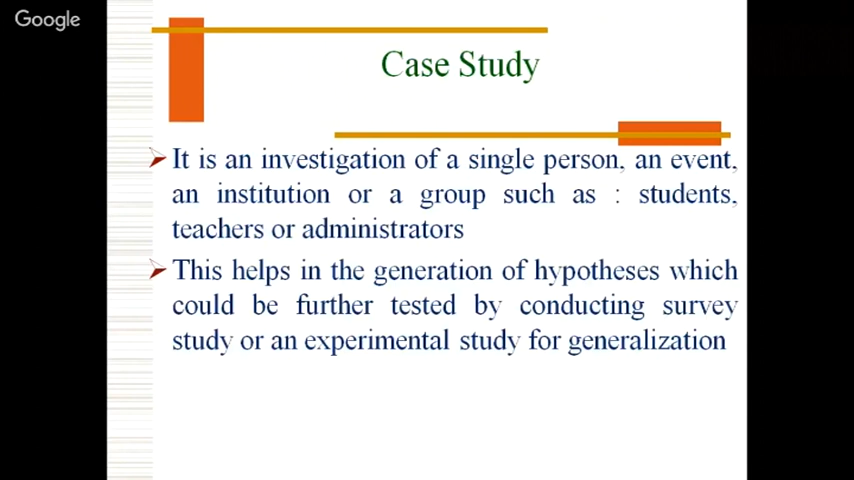 Google
Case Study
It is an investigation of a single person, an event,
an institution or a group such as : students,
teachers or administrators
This helps in the generation of hypotheses which
could be further tested by conducting survey
study or an experimental study for generalization